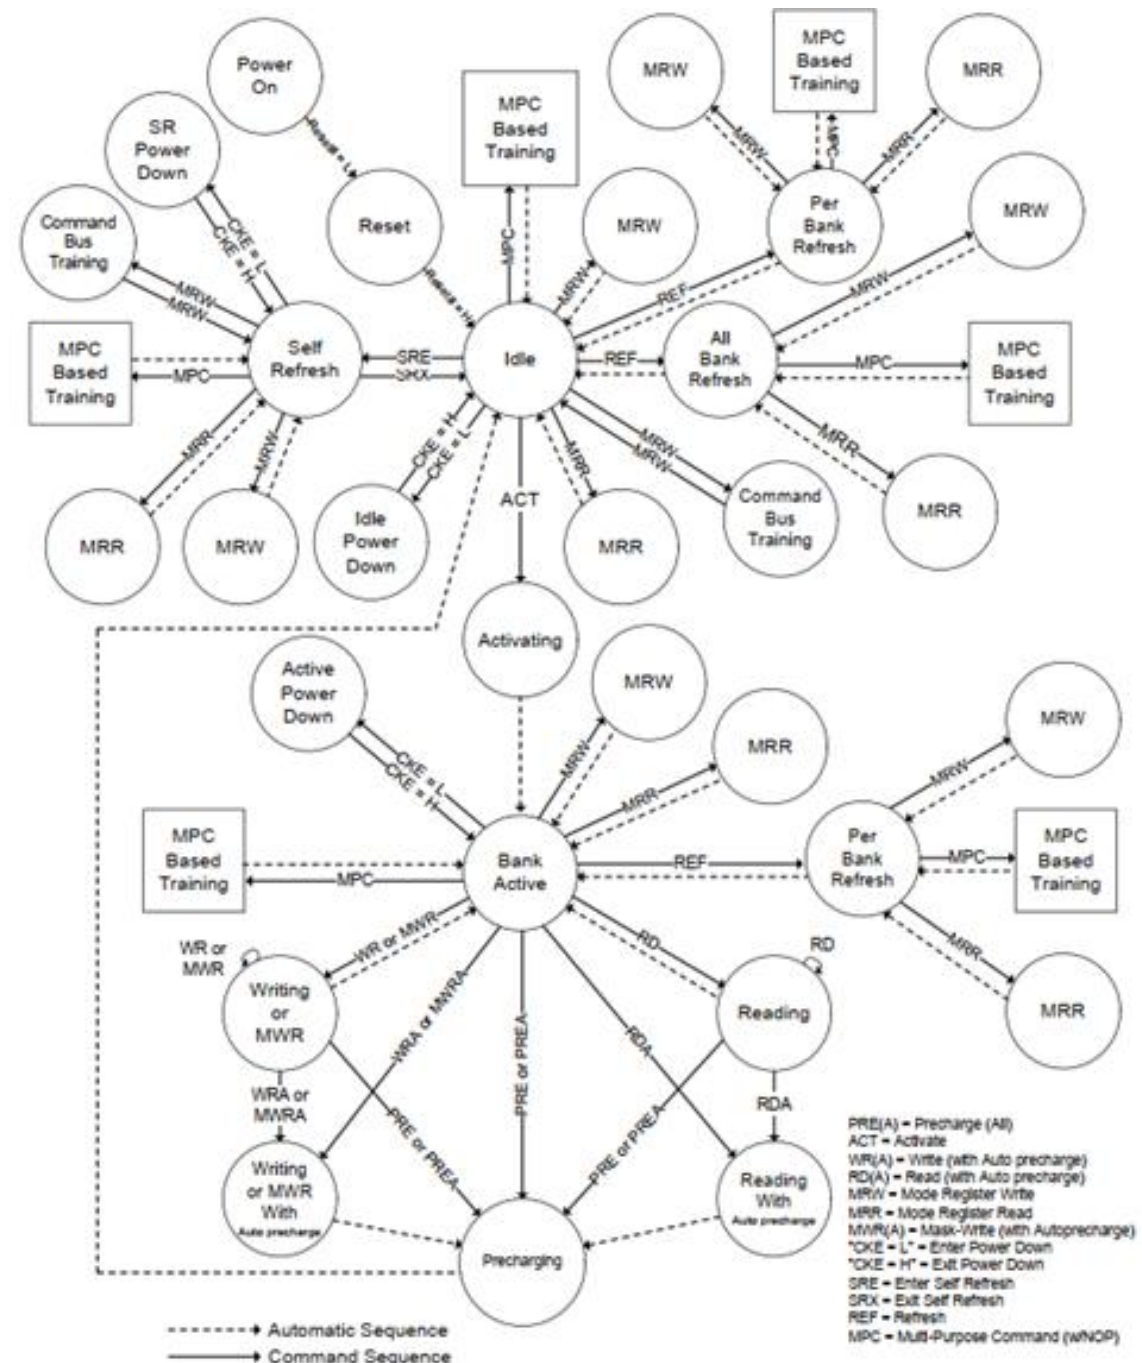 Power
On
MPC
Based
Training
MRW
MPC
Based
Training
MRR
SR
Power
Down
Reset = L
Command
Bus
Training
CKE = L
CKE = H
Reset
Reset = H
MPC
MRW
MRW
MRW
MPC
MRR
Per
Bank
Refresh
MRW
MRW
MRW
MRW
REF
MRW
MPC
Based
Training
MPC
Self
Refresh
SRE
SRX
Idle
REF
All
Bank
Refresh
MPC
MPC
Based
Training
MRR
MRW
CKE = H
CKE = L
ACT
MRR
MRW
MRW
MRR
MRR
MRW
Idle
Power
Down
MRR
Command
Bus
Training
MRR
Activating
Active
Power
Down
CKE = L
CKE = H
MRW
MRW
MRR
MRR
MRW
MRW
MPC
Based
Training
MPC
Bank
Active
REF
Per
Bank
Refresh
MPC
MPC
Based
Training
MRR
MRR
WR or
MWR
WR or MWR
RD
RD
Writing
or
MWR
WRA or MWRA
PRE or PREA
RDA
Reading
WRA or
MWRA
PRE or PREA
PRE or PREA
RDA
Writing
or MWR
With
Auto precharge
Reading
With
Auto precharge
Precharging
PRE(A) = Precharge (All)
ACT = Activate
WR(A) = Write (with Auto precharge)
RD(A) = Read (with Auto precharge)
MRW = Mode Register Write
MRR = Mode Register Read
MWR(A) = Mask-Write (with Autoprecharge)
"CKE = L" = Enter Power Down
"CKE = H" = Exit Power Down
SRE = Enter Self Refresh
SRX = Exit Self Refresh
REF = Refresh
MPC = Multi-Purpose Command (w/NOP)
Automatic Sequence
Command Sequence